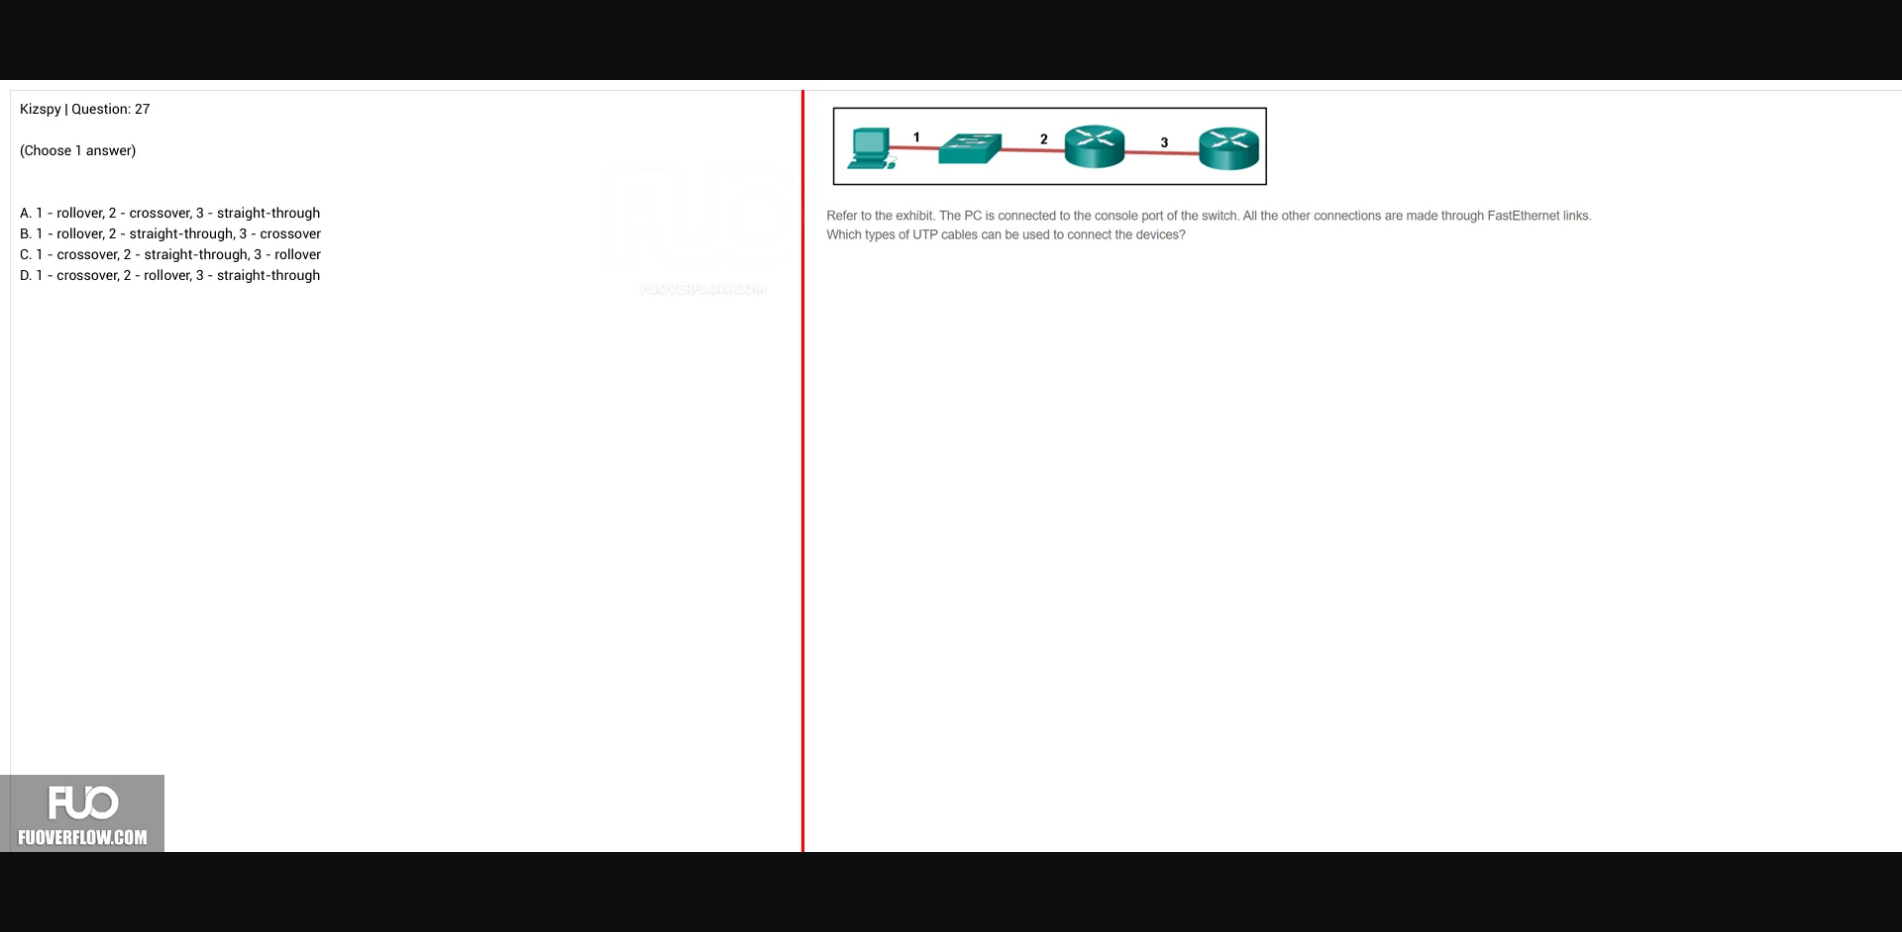 Kizspy | Question: 27
(Choose 1 answer)
A. 1 - rollover, 2 - crossover, 3 - straight-through
B. 1 - rollover, 2 - straight-through, 3 - crossover
C. 1 - crossover, 2 - straight-through, 3 - rollover
D. 1 - crossover, 2 - rollover, 3 - straight-through
FUO
FUOVERFLOW.COM
1 2 3
Refer to the exhibit. The PC is connected to the console port of the switch. All the other connections are made through FastEthernet links.
Which types of UTP cables can be used to connect the devices?
FUO
FUOVERFLOW.COM